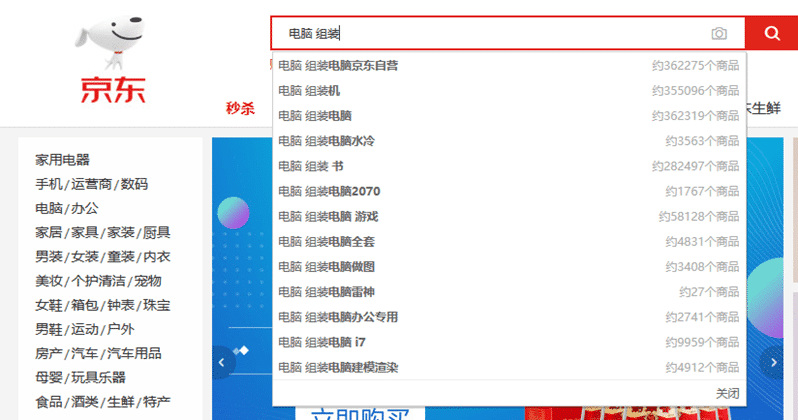 电脑 组装
京东
秒杀
生鲜
电脑 组装电脑京东自营 约362275个商品
电脑 组装机 约355096个商品
电脑 组装电脑 约362319个商品
电脑 组装电脑水冷 约3563个商品
电脑 组装 书 约282497个商品
电脑 组装电脑2070 约1767个商品
电脑 组装电脑 游戏 约58128个商品
电脑 组装电脑全套 约4831个商品
电脑 组装电脑做图 约3408个商品
电脑 组装电脑雷神 约27个商品
电脑 组装电脑办公专用 约2741个商品
电脑 组装电脑 i7 约9959个商品
电脑 组装电脑建模渲染 约4912个商品
关闭
家用电器
手机/运营商/数码
电脑/办公
家居/家具/家装/厨具
男装/女装/童装/内衣
美妆/个护清洁/宠物
女鞋/箱包/钟表/珠宝
男鞋/运动/户外
房产/汽车/汽车用品
母婴/玩具乐器
食品/酒类/生鲜/特产
立即购买